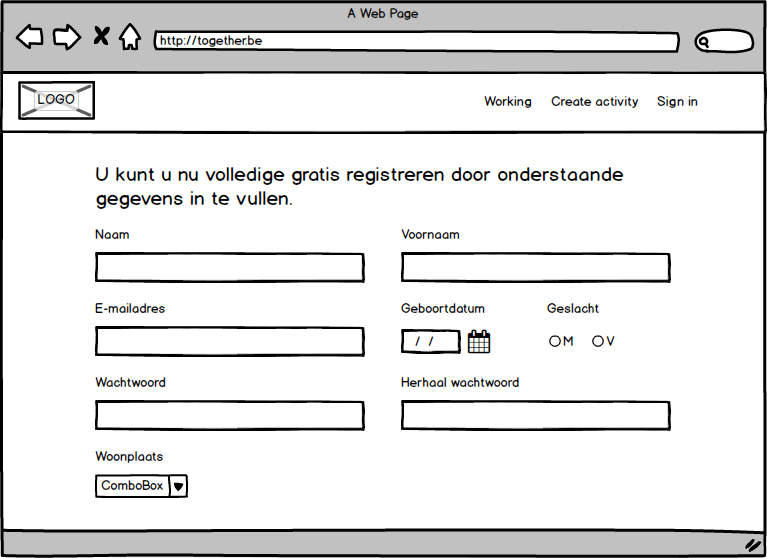 A Web Page
http://together.be
LOGO
Working Create activity Sign in
U kunt u nu volledige gratis registreren door onderstaande
gegevens in te vullen.
Naam Voornaam
E-mailadres Geboortdatum Geslacht
/ / M V
Wachtwoord Herhaal wachtwoord
Woonplaats
ComboBox